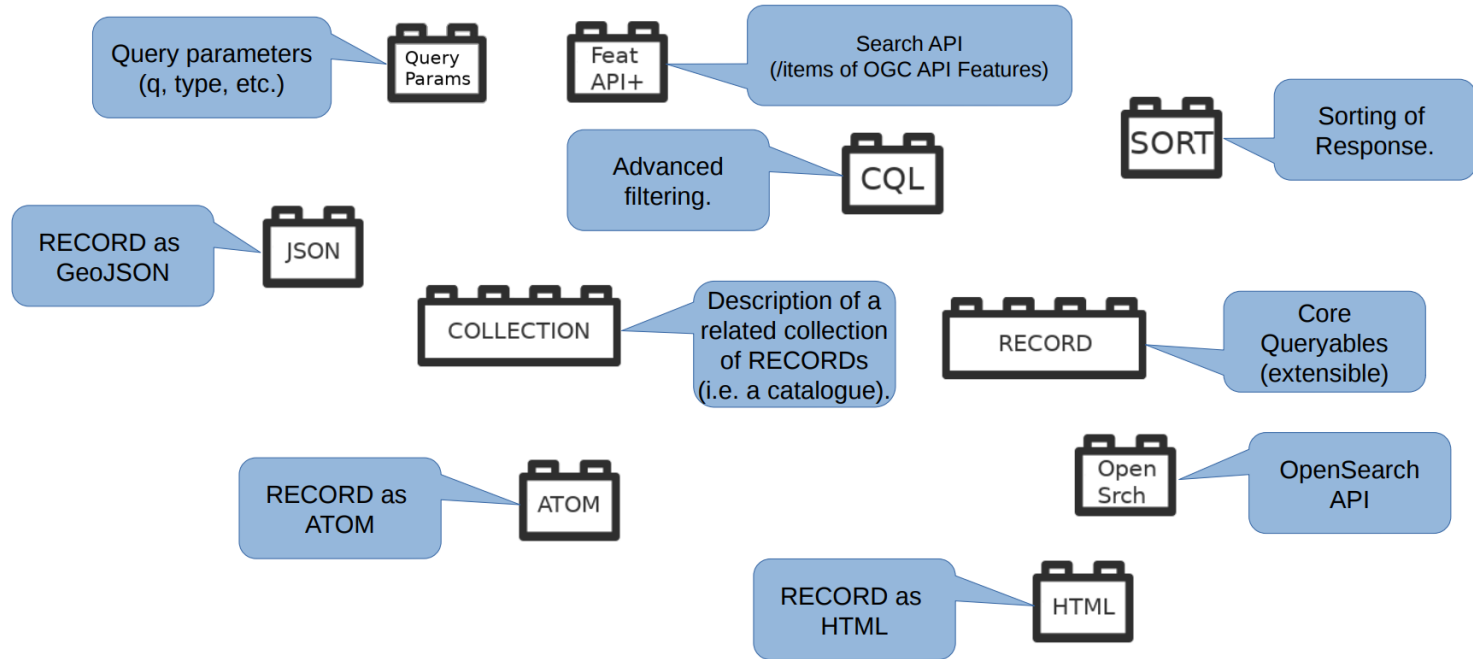 Query parameters
(q, type, etc.)
Query
Params
Feat
API+
Search API
(/items of OGC API Features)
SORT
Sorting of
Response.
Advanced
filtering.
CQL
RECORD as
GeoJSON
JSON
COLLECTION
Description of a
related collection
of RECORDs
(i.e. a catalogue).
RECORD
Core
Queryables
(extensible)
RECORD as
ATOM
ATOM
Open
Srch
OpenSearch
API
RECORD as
HTML
HTML